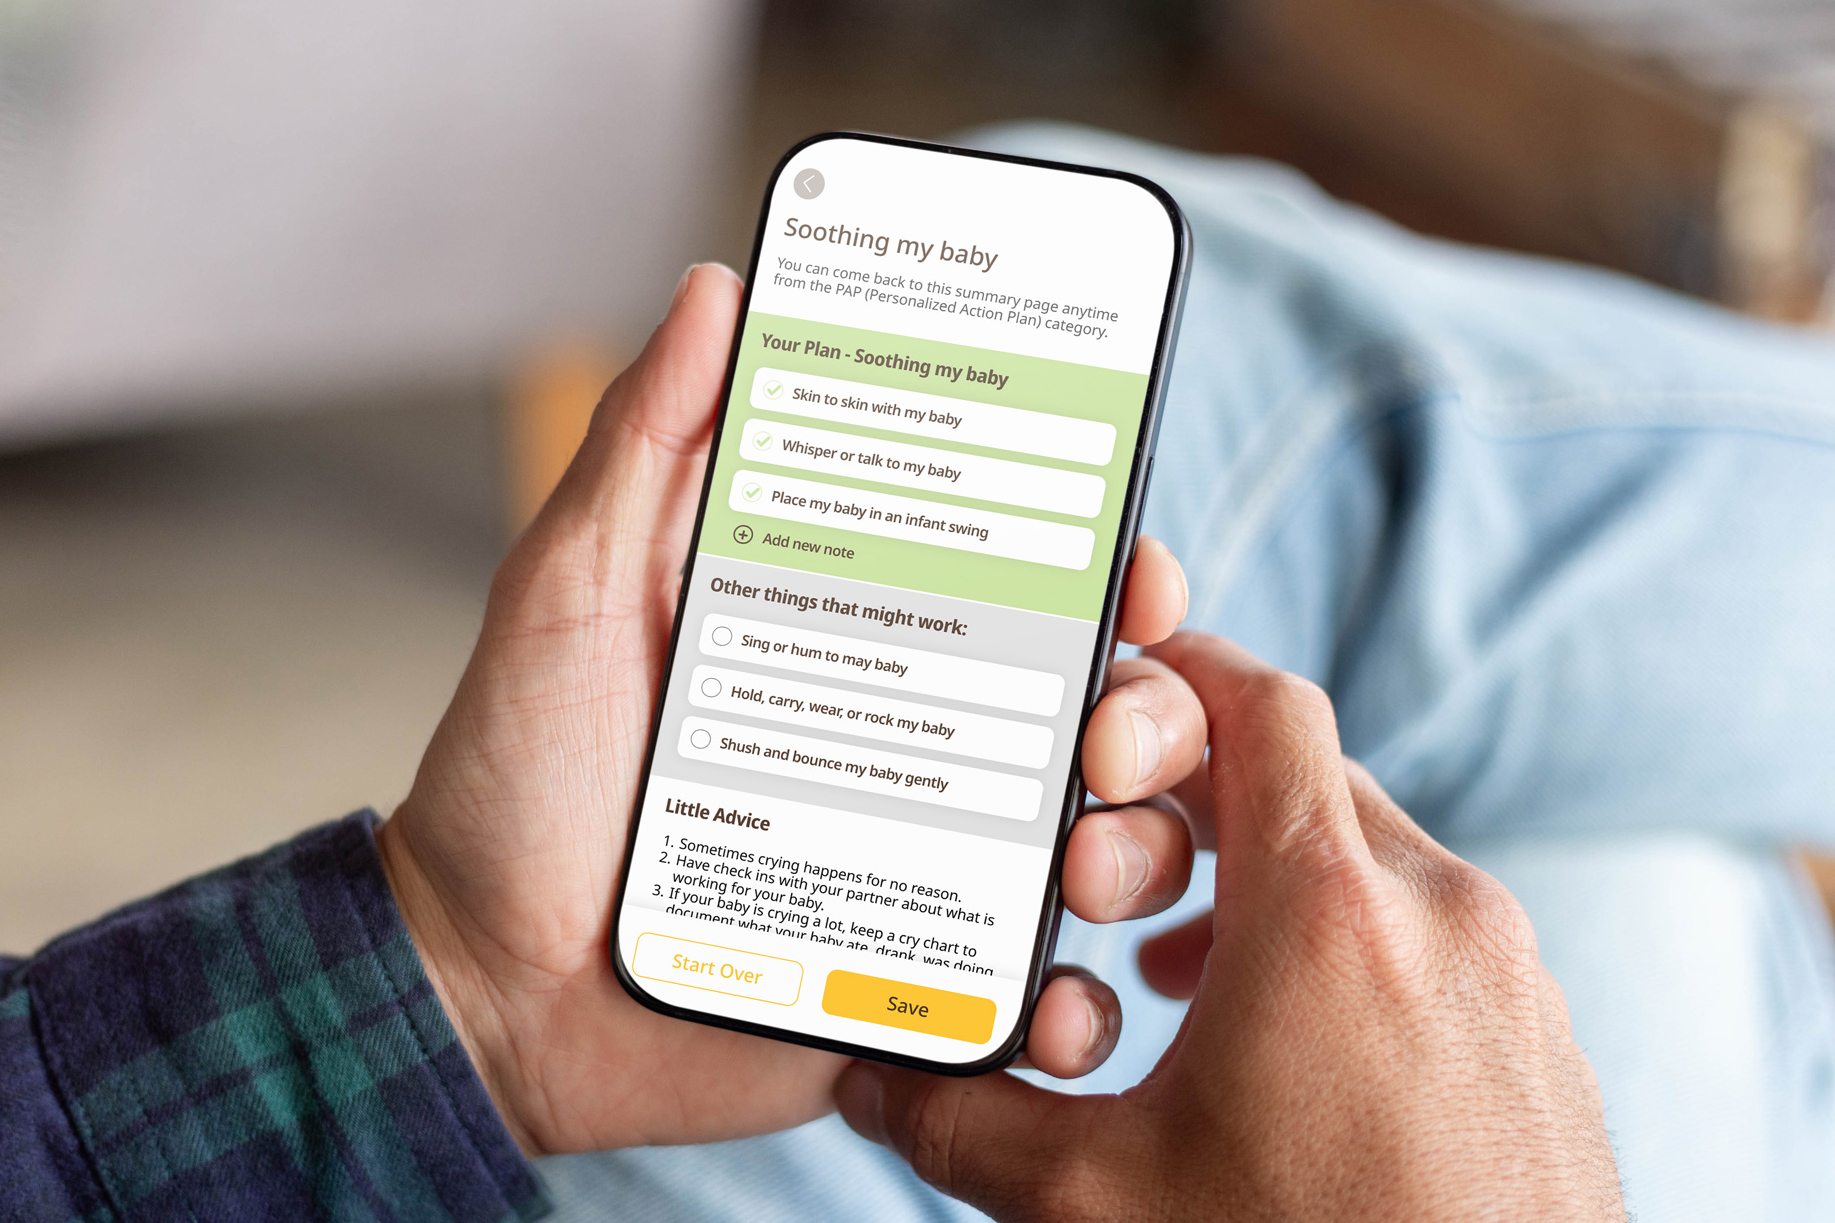 Soothing my baby
You can come back to this summary page anytime
from the PAP (Personalized Action Plan) category.
Your Plan - Soothing my baby
Skin to skin with my baby
Whisper or talk to my baby
Place my baby in an infant swing
Add new note
Other things that might work:
Sing or hum to may baby
Hold, carry, wear, or rock my baby
Shush and bounce my baby gently
Little Advice
1. Sometimes crying happens for no reason.
2. Have check ins with your partner about what is
working for your baby.
3. If your baby is crying a lot, keep a cry chart to
document what your baby ate, drank, was doing
Start Over
Save